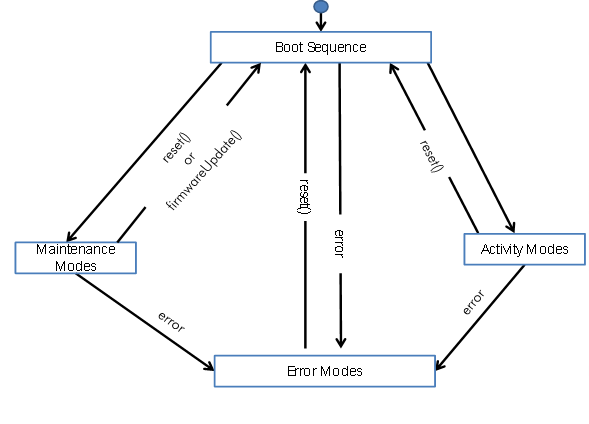 Boot Sequence
reset()
or
firmwareUpdate()
reset()
error
reset()
Maintenance
Modes
Activity Modes
error
error
Error Modes